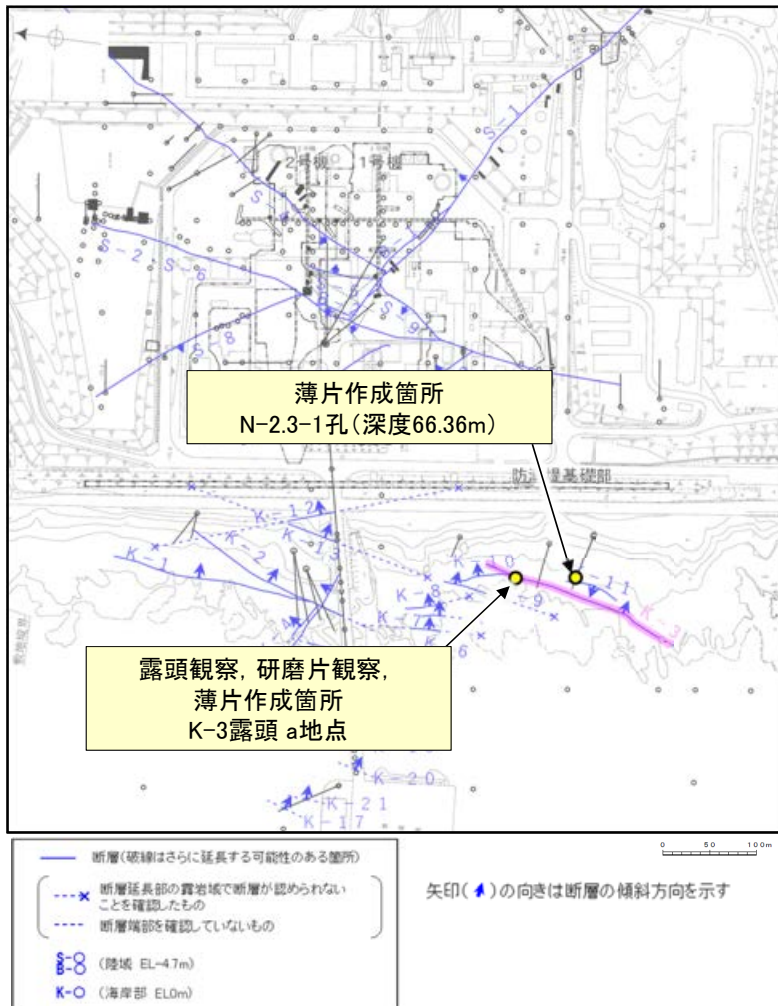 2号機
1号機
S-1
S-4
B-1
S-2・S-6
S-8
S-9
薄片作成箇所
N-2.3-1孔(深度66.36m)
防潮堤基礎部
K-12
K-13
K-1
K-2
K-10
K-11
K-8
K-9
K-7
K-6
K-3
露頭観察, 研磨片観察,
薄片作成箇所
K-3露頭 a地点
敷地境界
K-20
K-21
K-17
0 50 100m
断層(破線はさらに延長する可能性のある箇所)
断層延長部の露岩域で断層が認められない
ことを確認したもの
断層端部を確認していないもの
S-○
B-○
(陸域 EL-4.7m)
K-○ (海岸部 EL0m)
矢印( )の向きは断層の傾斜方向を示す